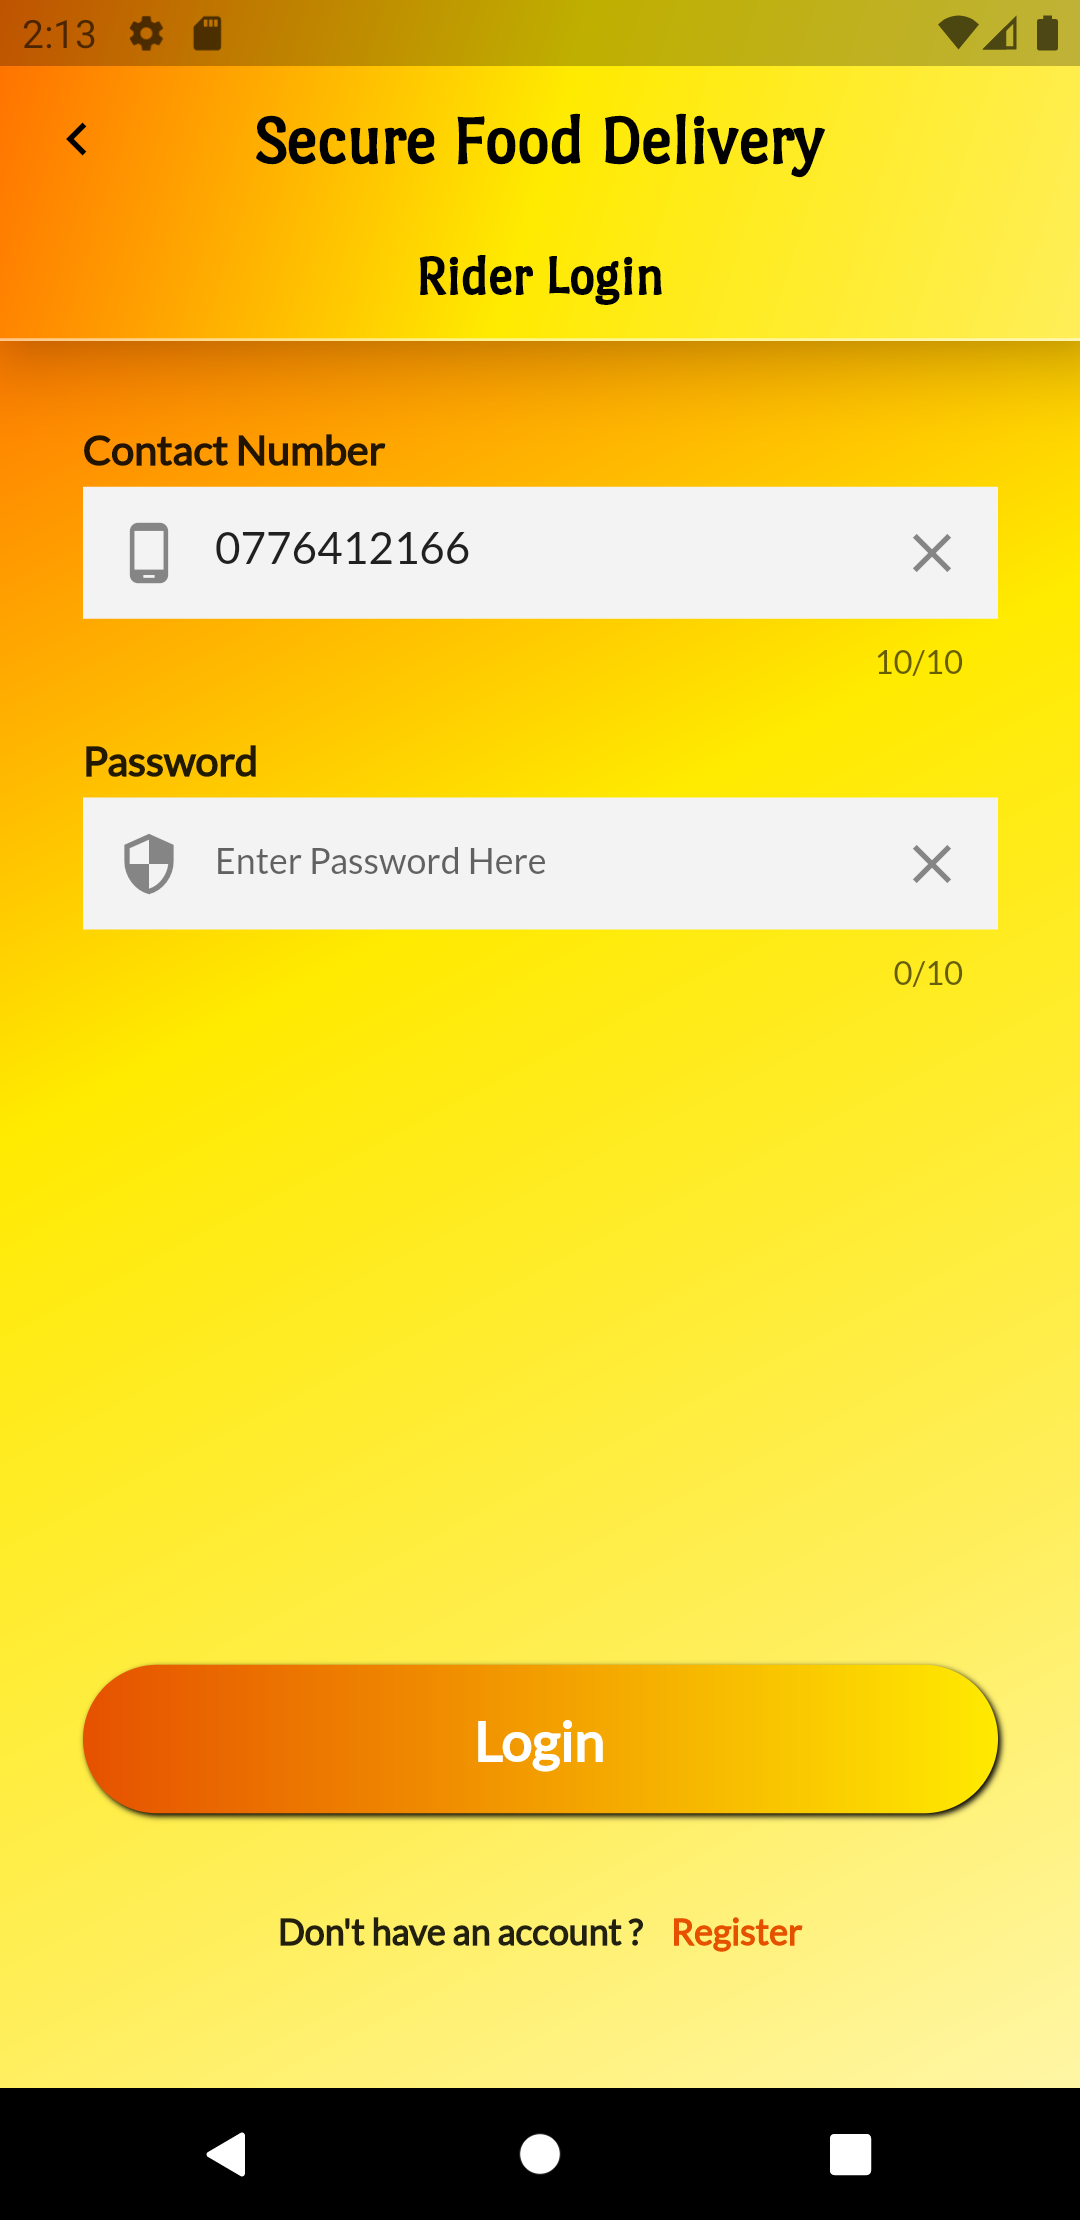 2:13
Secure Food Delivery
Rider Login
Contact Number
0776412166
10/10
Password
Enter Password Here
0/10
Login
Don't have an account ? Register